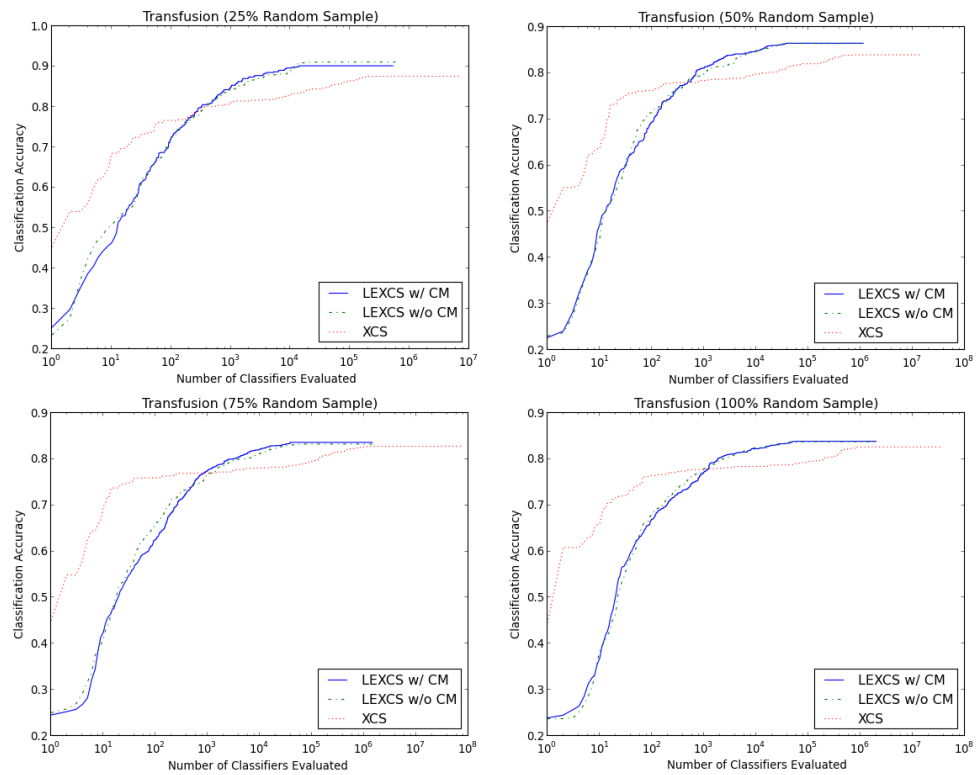 Transfusion (25% Random Sample)
1.0
0.9
0.8
0.7
0.6
0.5
0.4
0.3
0.2
Classification Accuracy
LEXCS w/ CM
LEXCS w/o CM
XCS
10^0
10^1
10^2
10^3
10^4
10^5
10^6
10^7
Number of Classifiers Evaluated
Transfusion (50% Random Sample)
0.9
0.8
0.7
0.6
0.5
0.4
0.3
0.2
Classification Accuracy
LEXCS w/ CM
LEXCS w/o CM
XCS
10^0
10^1
10^2
10^3
10^4
10^5
10^6
10^7
10^8
Number of Classifiers Evaluated
Transfusion (75% Random Sample)
0.9
0.8
0.7
0.6
0.5
0.4
0.3
0.2
Classification Accuracy
LEXCS w/ CM
LEXCS w/o CM
XCS
10^0
10^1
10^2
10^3
10^4
10^5
10^6
10^7
10^8
Number of Classifiers Evaluated
Transfusion (100% Random Sample)
0.9
0.8
0.7
0.6
0.5
0.4
0.3
0.2
Classification Accuracy
LEXCS w/ CM
LEXCS w/o CM
XCS
10^0
10^1
10^2
10^3
10^4
10^5
10^6
10^7
10^8
Number of Classifiers Evaluated